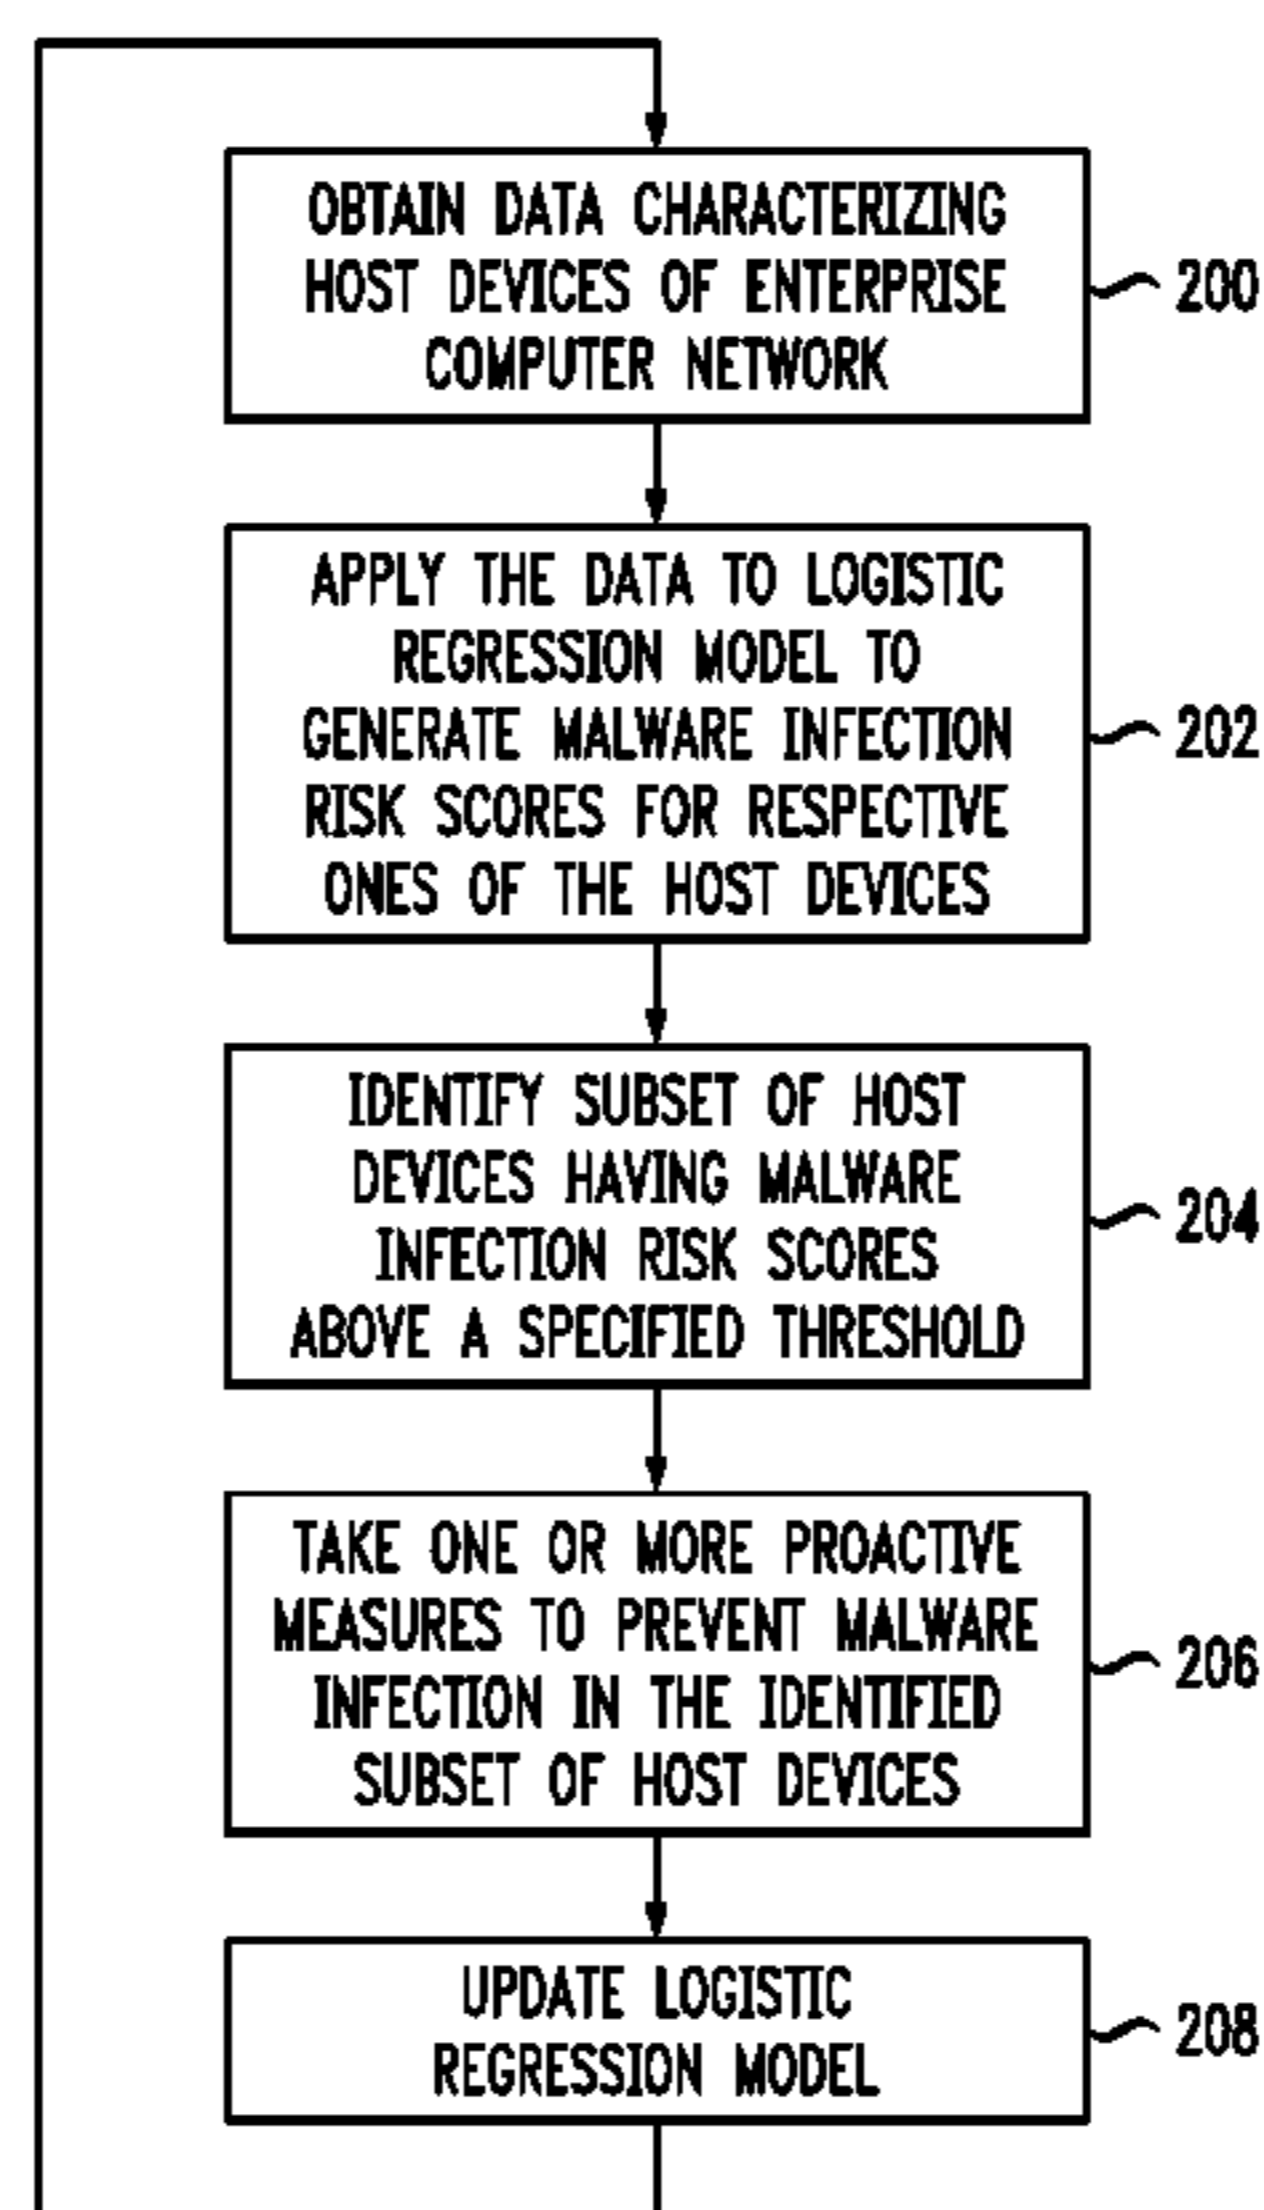 OBTAIN DATA CHARACTERIZING
HOST DEVICES OF ENTERPRISE
COMPUTER NETWORK
200
APPLY THE DATA TO LOGISTIC
REGRESSION MODEL TO
GENERATE MALWARE INFECTION
RISK SCORES FOR RESPECTIVE
ONES OF THE HOST DEVICES
202
IDENTIFY SUBSET OF HOST
DEVICES HAVING MALWARE
INFECTION RISK SCORES
ABOVE A SPECIFIED THRESHOLD
204
TAKE ONE OR MORE PROACTIVE
MEASURES TO PREVENT MALWARE
INFECTION IN THE IDENTIFIED
SUBSET OF HOST DEVICES
206
UPDATE LOGISTIC
REGRESSION MODEL
208